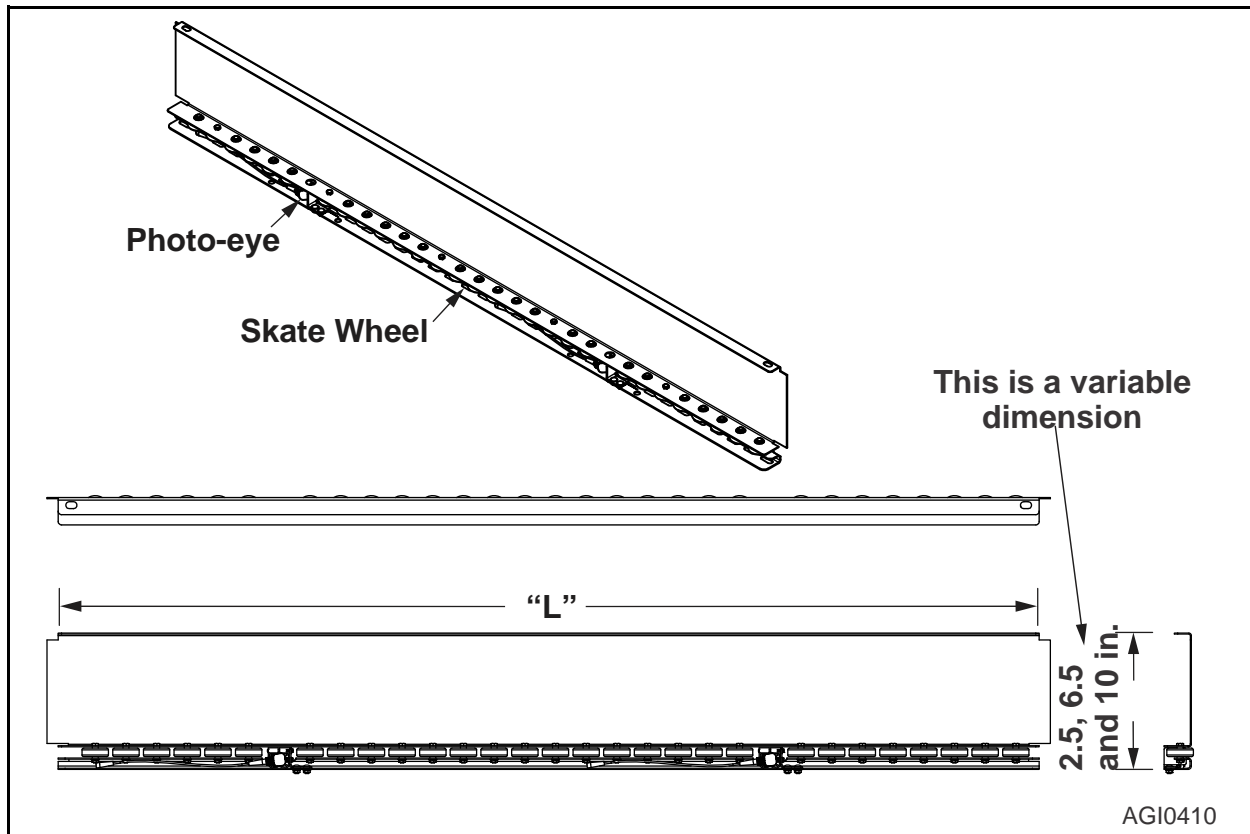 Photo-eye
Skate Wheel
This is a variable
dimension
“L”
2.5, 6.5
and 10 in.
AGI0410